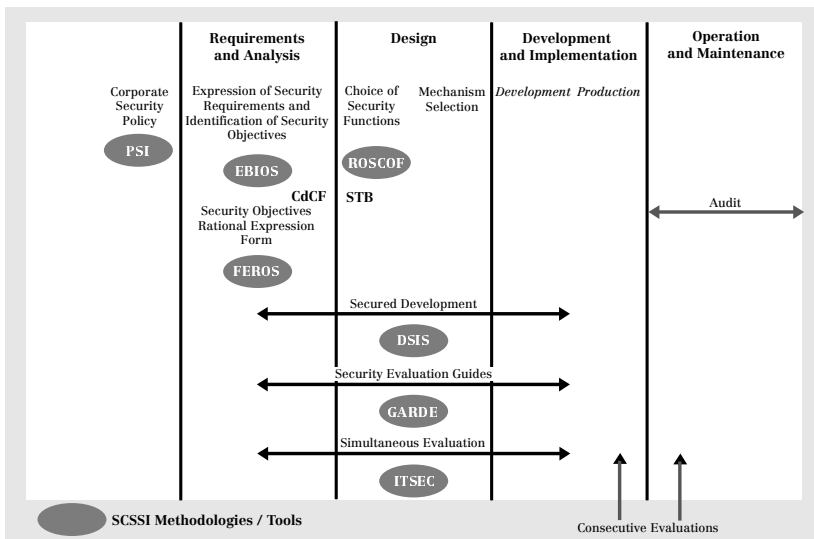 Requirements
and Analysis
Design
Development
and Implementation
Operation
and Maintenance
Corporate
Security
Policy
PSI
Expression of Security
Requirements and
Identification of Security
Objectives
EBIOS
Choice of
Security
Functions
ROSCOF
Mechanism
Selection
Development Production
CdCF
STB
Security Objectives
Rational Expression
Form
FEROS
Audit
Secured Development
DSIS
Security Evaluation Guides
GARDE
Simultaneous Evaluation
ITSEC
SCSSI Methodologies / Tools
Consecutive Evaluations